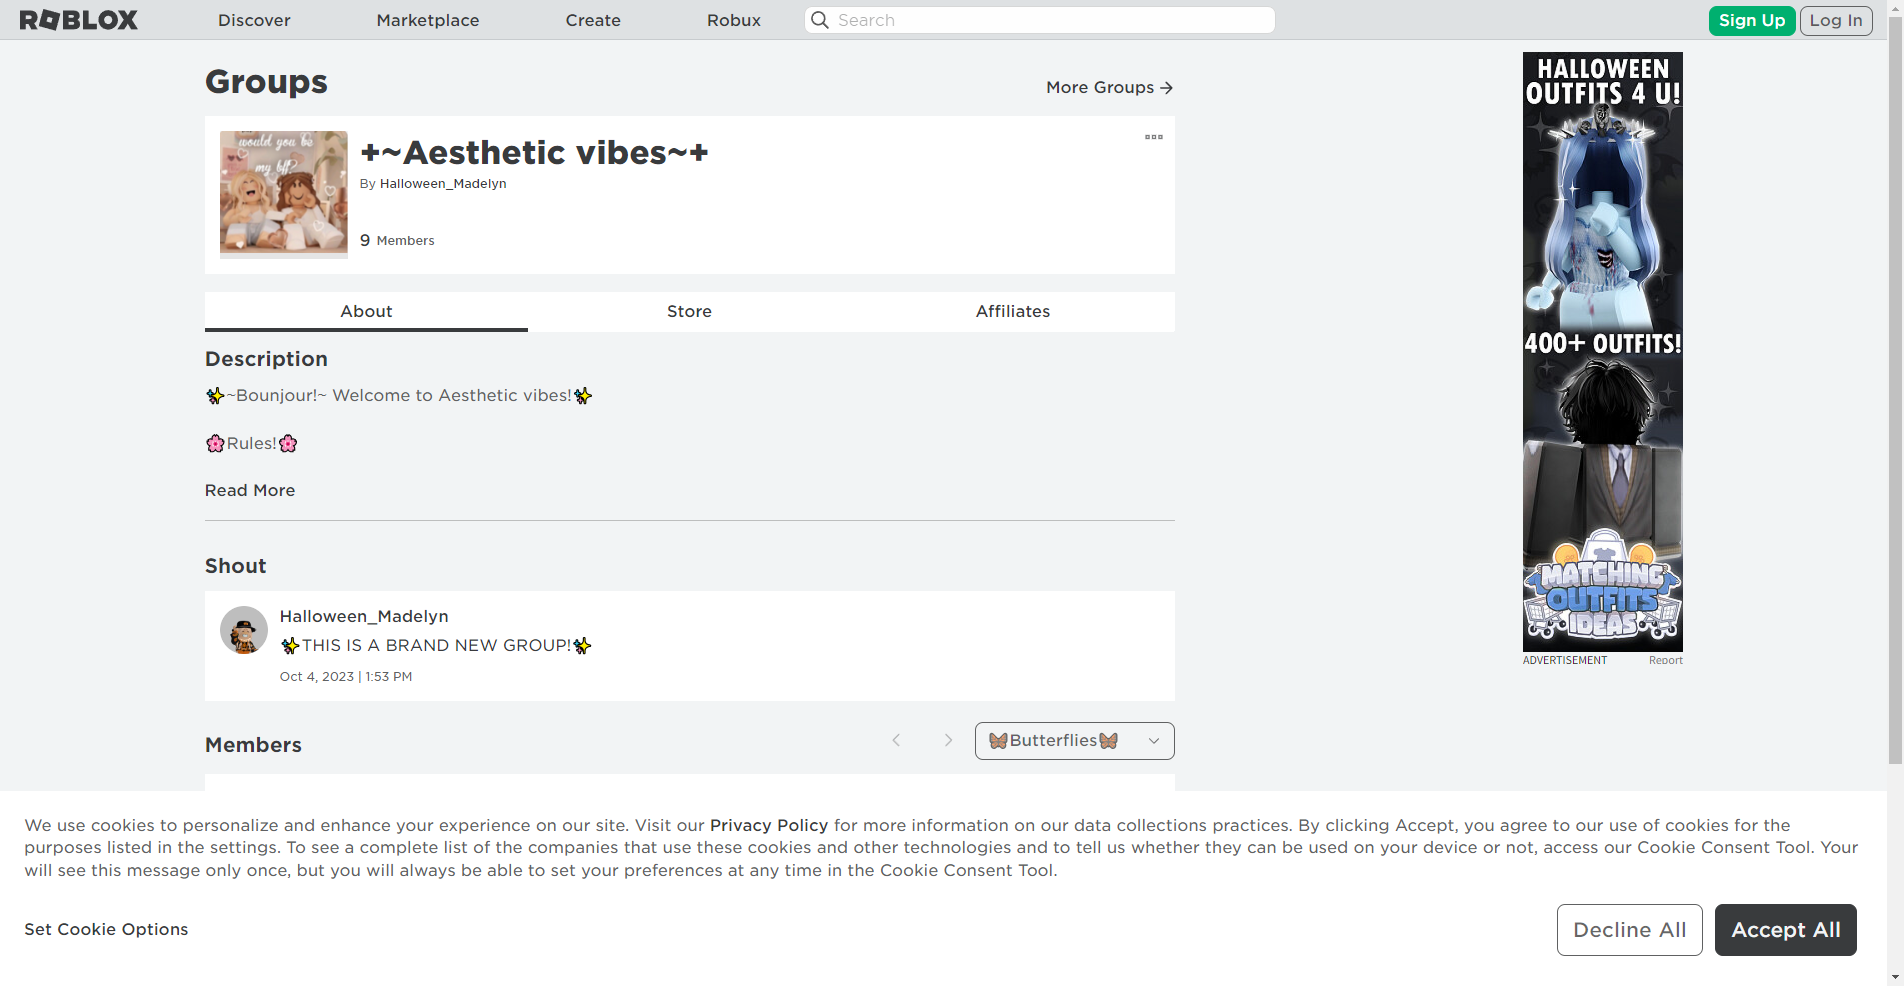 ROBLOX
Discover
Marketplace
Create
Robux
Search
Sign Up
Log In
Groups
More Groups →
would you be
my bff?
+~Aesthetic vibes~+
By Halloween_Madelyn
9 Members
About
Store
Affiliates
Description
✨~Bounjour!~ Welcome to Aesthetic vibes!✨
🌸Rules!🌸
Read More
Shout
Halloween_Madelyn
✨THIS IS A BRAND NEW GROUP!✨
Oct 4, 2023 | 1:53 PM
Members
🦋Butterflies🦋
HALLOWEEN
OUTFITS 4 U!
400+ OUTFITS!
MATCHING
OUTFITS
IDEAS
ADVERTISEMENT
Report
We use cookies to personalize and enhance your experience on our site. Visit our Privacy Policy for more information on our data collections practices. By clicking Accept, you agree to our use of cookies for the
purposes listed in the settings. To see a complete list of the companies that use these cookies and other technologies and to tell us whether they can be used on your device or not, access our Cookie Consent Tool. Your
will see this message only once, but you will always be able to set your preferences at any time in the Cookie Consent Tool.
Set Cookie Options
Decline All
Accept All